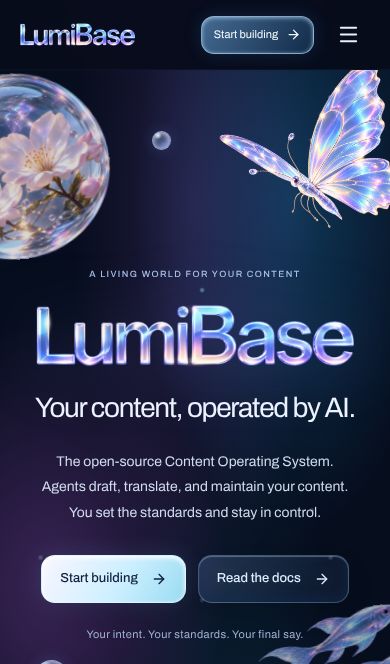 LumiBase
Start building
A LIVING WORLD FOR YOUR CONTENT
LumiBase
Your content, operated by AI.
The open-source Content Operating System.
Agents draft, translate, and maintain your content.
You set the standards and stay in control.
Start building
Read the docs
Your intent. Your standards. Your final say.